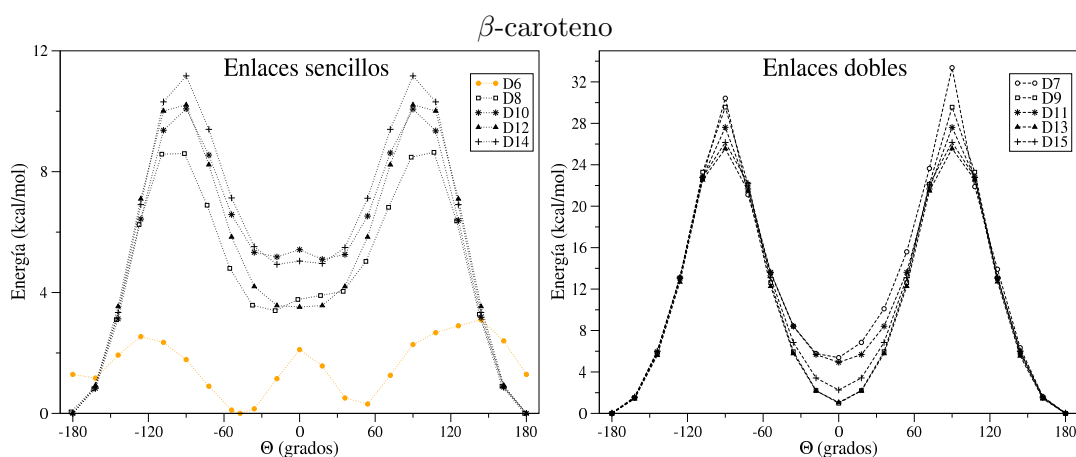 β-caroteno
Enlaces sencillos
D6
D8
D10
D12
D14
Energía (kcal/mol)
12
8
4
0
-180 -120 -60 0 60 120 180
Θ (grados)
Enlaces dobles
D7
D9
D11
D13
D15
Energía (kcal/mol)
32
28
24
20
16
12
8
4
0
-180 -120 -60 0 60 120 180
Θ (grados)